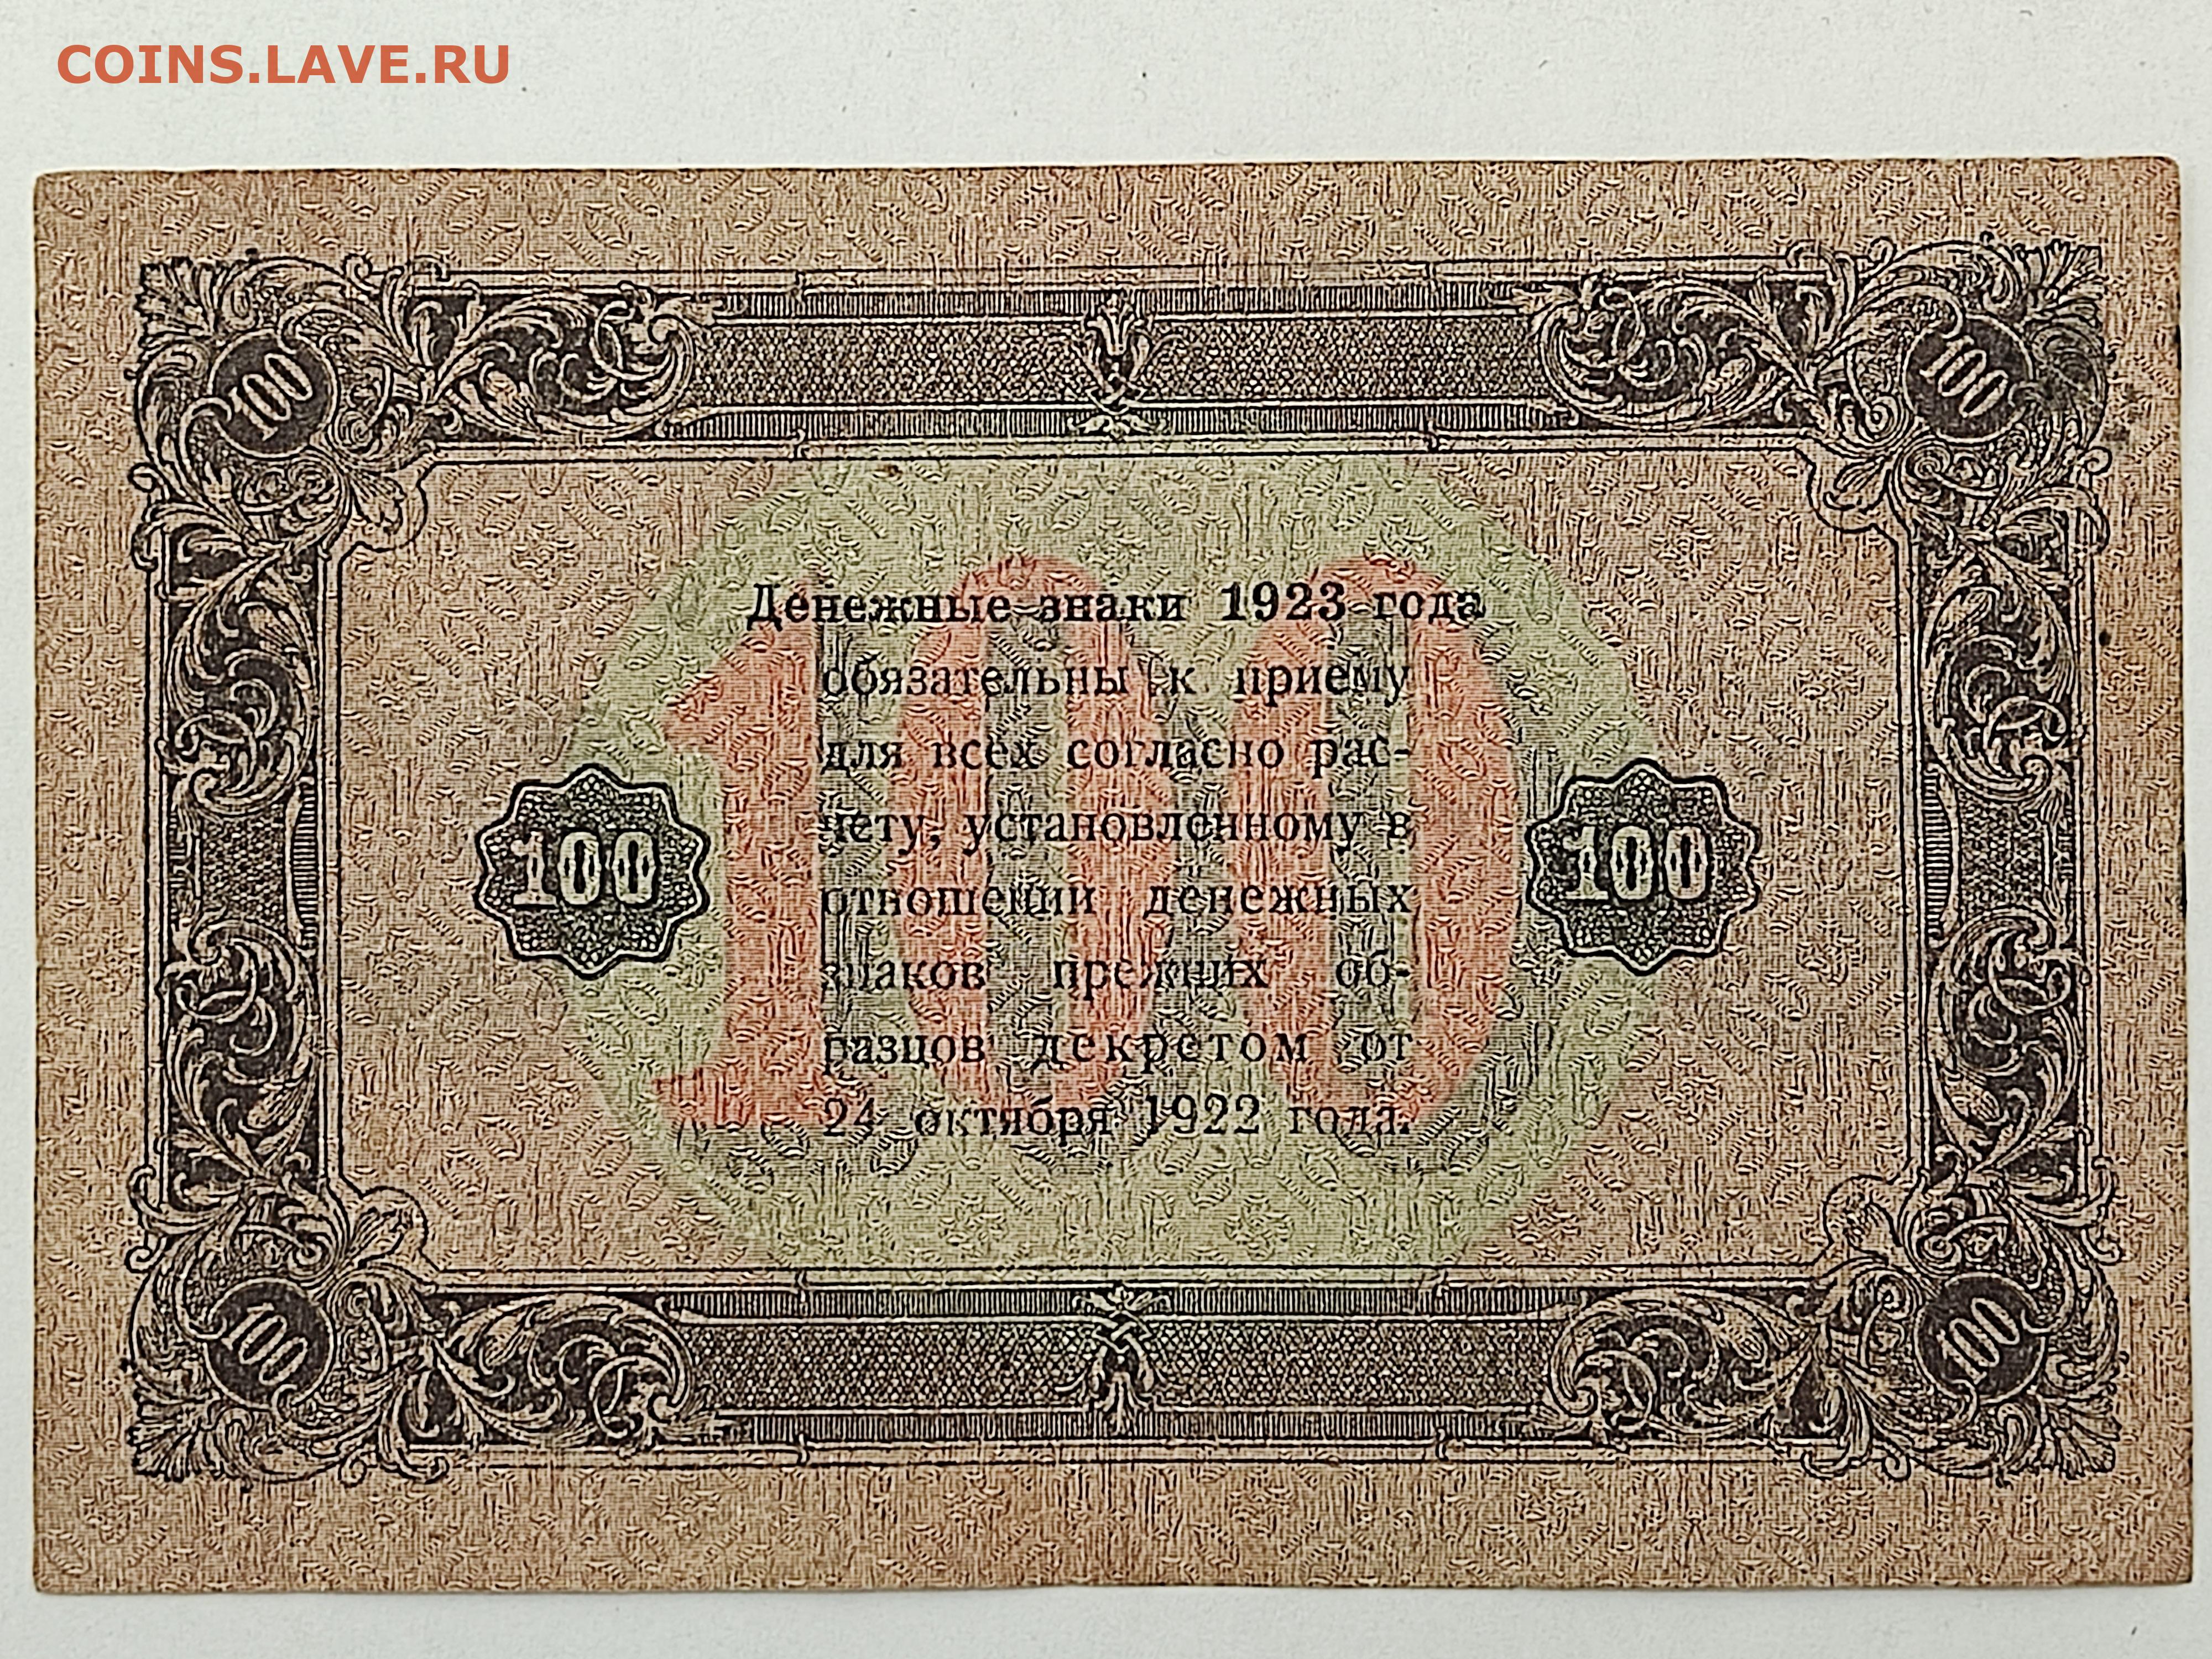 COINS.LAVE.RU
100 100
Денежные знаки 1923 года
обязательны к приему
для всех согласно рас-
чету, установленному в
отношении денежных
знаков прежних об-
разцов декретом от
24 октября 1922 года.
100
100 100
100 100